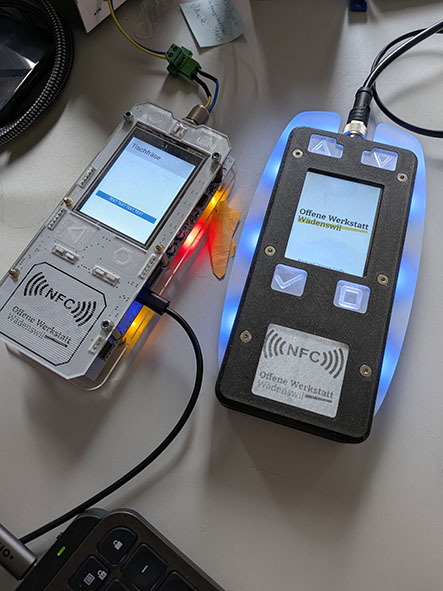 Tischfräse
NFC
Offene Werkstatt
Wädenswil
Offene Werkstatt
Wädenswil
NFC
Offene Werkstatt
Wädenswil